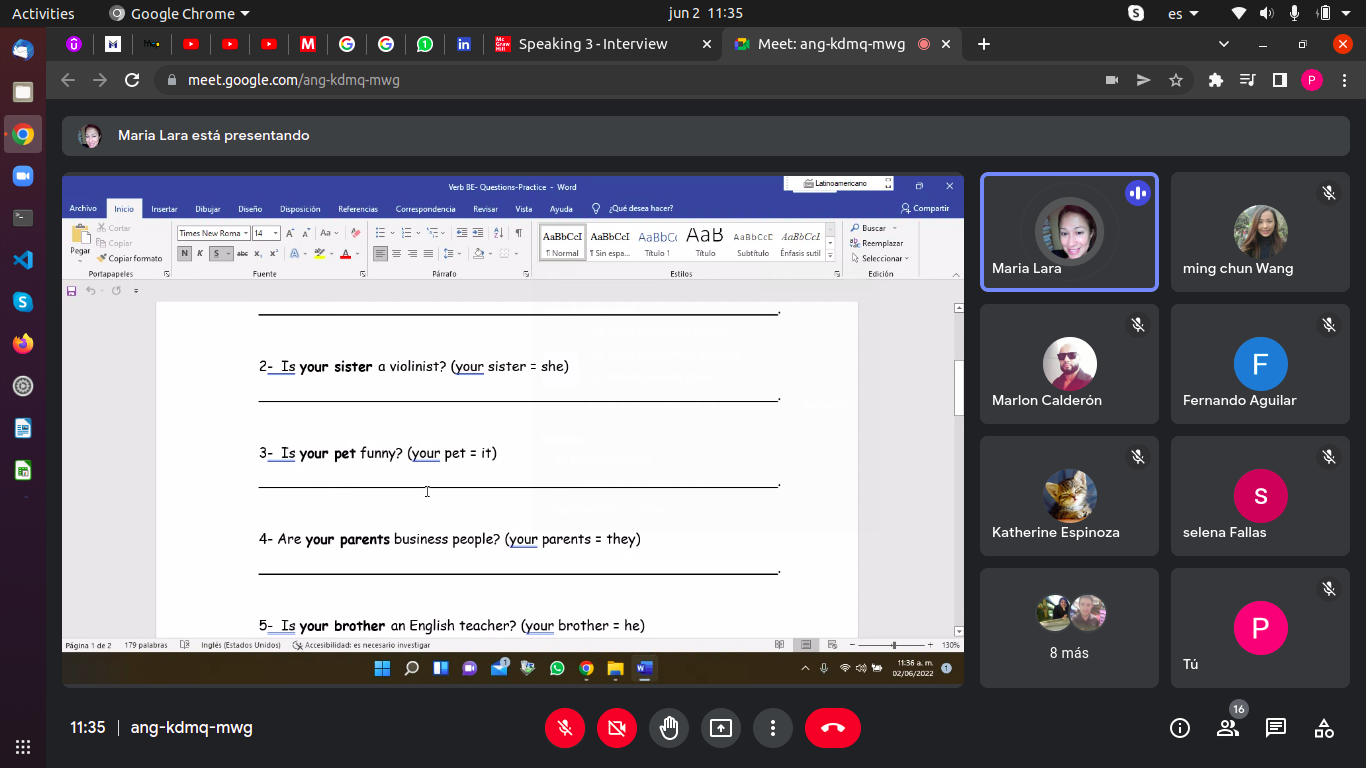 Activities
Google Chrome
jun 2 11:35
es
Speaking 3 - Interview
Meet: ang-kdmq-mwg
meet.google.com/ang-kdmq-mwg
P
Maria Lara está presentando
Verb BE- Questions-Practice - Word
Latinoamericano
Archivo Inicio Insertar Dibujar Diseño Disposición Referencias Correspondencia Revisar Vista Ayuda ¿Qué desea hacer? Compartir
Pegar
Cortar
Copiar
Copiar formato
Portapapeles
Times New Roma 14
Fuente
Párrafo
AaBbCcI AaBbCcI AaBbCc AaB AaBbCcD AaBbCcI
¶ Normal ¶ Sin espa... Título 1 Título Subtítulo Énfasis sutil
Estilos
Buscar
Reemplazar
Seleccionar
Edición
2- Is your sister a violinist? (your sister = she)
3- Is your pet funny? (your pet = it)
4- Are your parents business people? (your parents = they)
5- Is your brother an English teacher? (your brother = he)
Página 1 de 2 179 palabras Inglés (Estados Unidos) Accesibilidad: es necesario investigar 130%
11:36 a. m.
02/06/2022
Maria Lara
ming chun Wang
Marlon Calderón
F
Fernando Aguilar
Katherine Espinoza
s
selena Fallas
8 más
P
Tú
11:35 | ang-kdmq-mwg
16